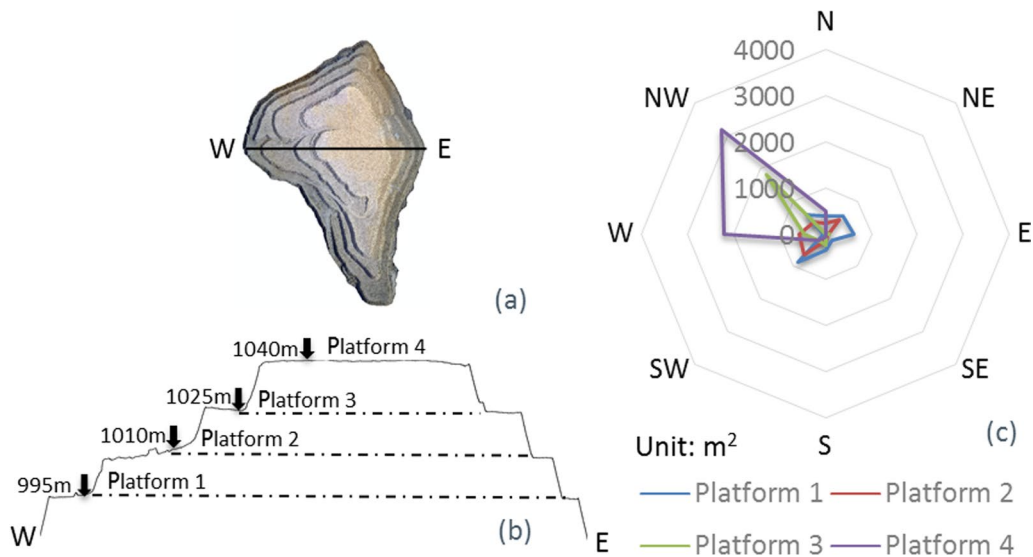 W
E
(a)
1040m Platform 4
1025m Platform 3
1010m Platform 2
995m Platform 1
W
E
(b)
N
NE
E
SE
S
SW
W
NW
4000
3000
2000
1000
0
(c)
Unit: m²
Platform 1 Platform 2
Platform 3 Platform 4